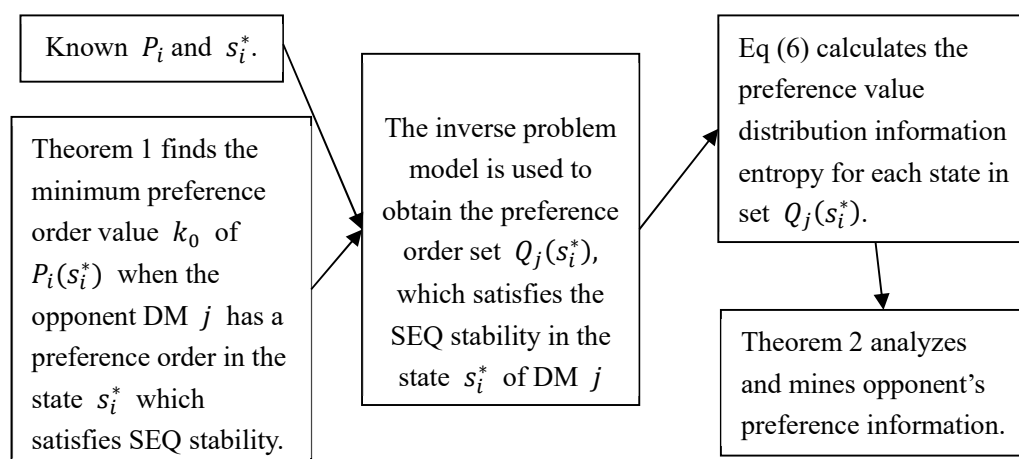 Known $P_i$ and $s_i^*$.
Theorem 1 finds the
minimum preference
order value $k_0$ of
$P_i(s_i^*)$ when the
opponent DM $j$ has a
preference order in the
state $s_i^*$ which
satisfies SEQ stability.
The inverse problem
model is used to
obtain the preference
order set $Q_j(s_i^*)$,
which satisfies the
SEQ stability in the
state $s_i^*$ of DM $j$
Eq (6) calculates the
preference value
distribution information
entropy for each state in
set $Q_j(s_i^*)$.
Theorem 2 analyzes
and mines opponent’s
preference information.